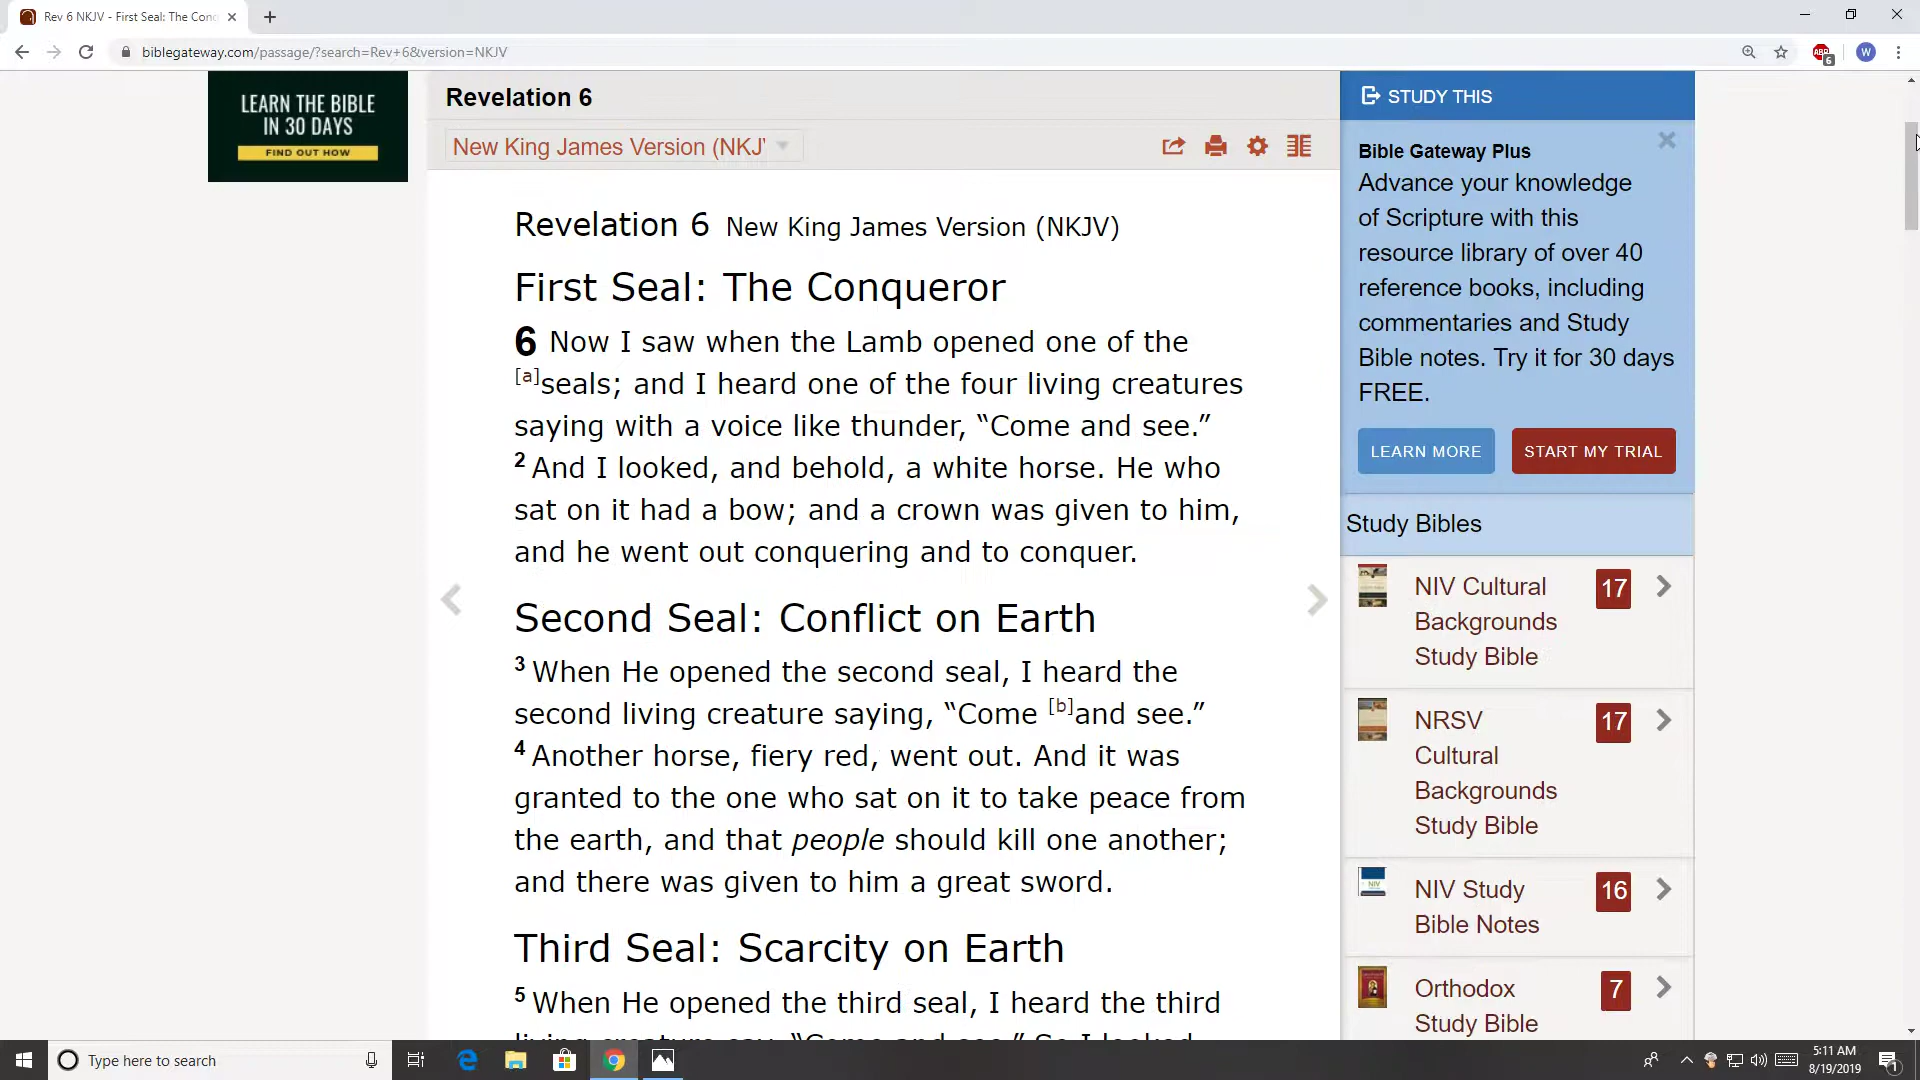 Rev 6 NKJV - First Seal: The Conq
biblegateway.com/passage/?search=Rev+6&version=NKJV
ABP
6
W
LEARN THE BIBLE
IN 30 DAYS
FIND OUT HOW
Revelation 6
New King James Version (NKJV
Revelation 6 New King James Version (NKJV)
First Seal: The Conqueror
6 Now I saw when the Lamb opened one of the
[a]seals; and I heard one of the four living creatures
saying with a voice like thunder, “Come and see.”
2 And I looked, and behold, a white horse. He who
sat on it had a bow; and a crown was given to him,
and he went out conquering and to conquer.
Second Seal: Conflict on Earth
3 When He opened the second seal, I heard the
second living creature saying, “Come [b]and see.”
4 Another horse, fiery red, went out. And it was
granted to the one who sat on it to take peace from
the earth, and that people should kill one another;
and there was given to him a great sword.
Third Seal: Scarcity on Earth
5 When He opened the third seal, I heard the third
living creature say, “Come and see.” So I looked,
STUDY THIS
Bible Gateway Plus
Advance your knowledge
of Scripture with this
resource library of over 40
reference books, including
commentaries and Study
Bible notes. Try it for 30 days
FREE.
LEARN MORE
START MY TRIAL
Study Bibles
NIV Cultural
Backgrounds
Study Bible
17
NRSV
Cultural
Backgrounds
Study Bible
17
NIV Study
Bible Notes
16
Orthodox
Study Bible
7
Type here to search
5:11 AM
8/19/2019
1